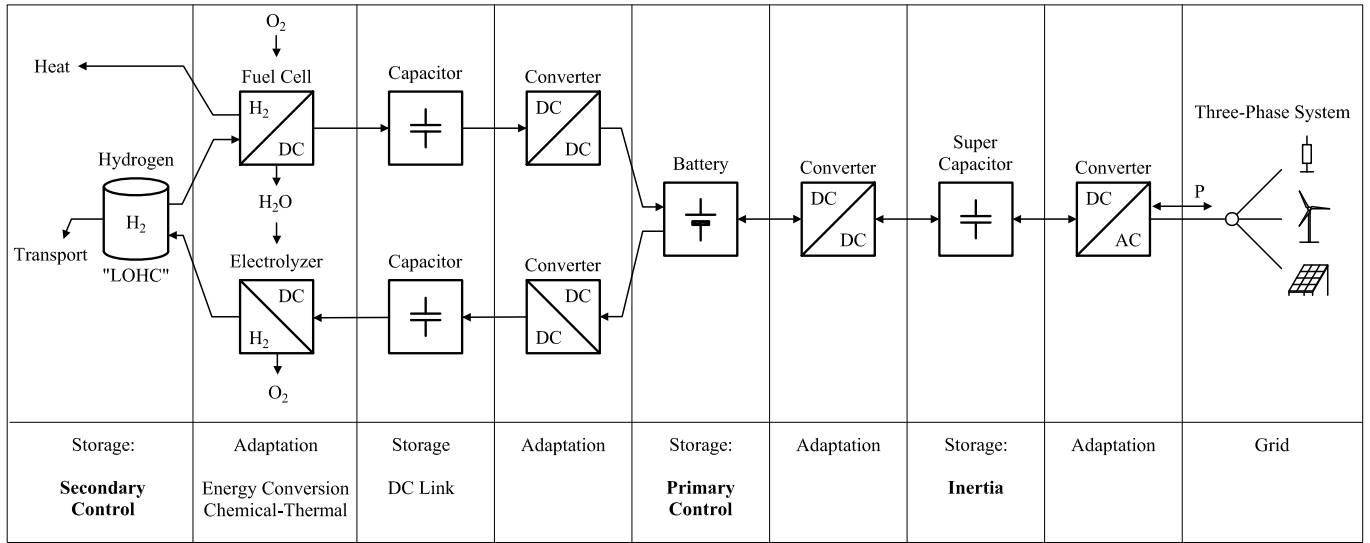 O₂
Heat
Fuel Cell
H₂
DC
Capacitor
Converter
DC
DC
Hydrogen
H₂
"LOHC"
Transport
H₂O
Electrolyzer
DC
H₂
O₂
Capacitor
Converter
DC
DC
Battery
Converter
DC
DC
Super
Capacitor
Converter
DC
AC
P
Three-Phase System
Storage:
Secondary
Control
Adaptation
Energy Conversion
Chemical-Thermal
Storage
DC Link
Adaptation
Storage:
Primary
Control
Adaptation
Storage:
Inertia
Adaptation
Grid